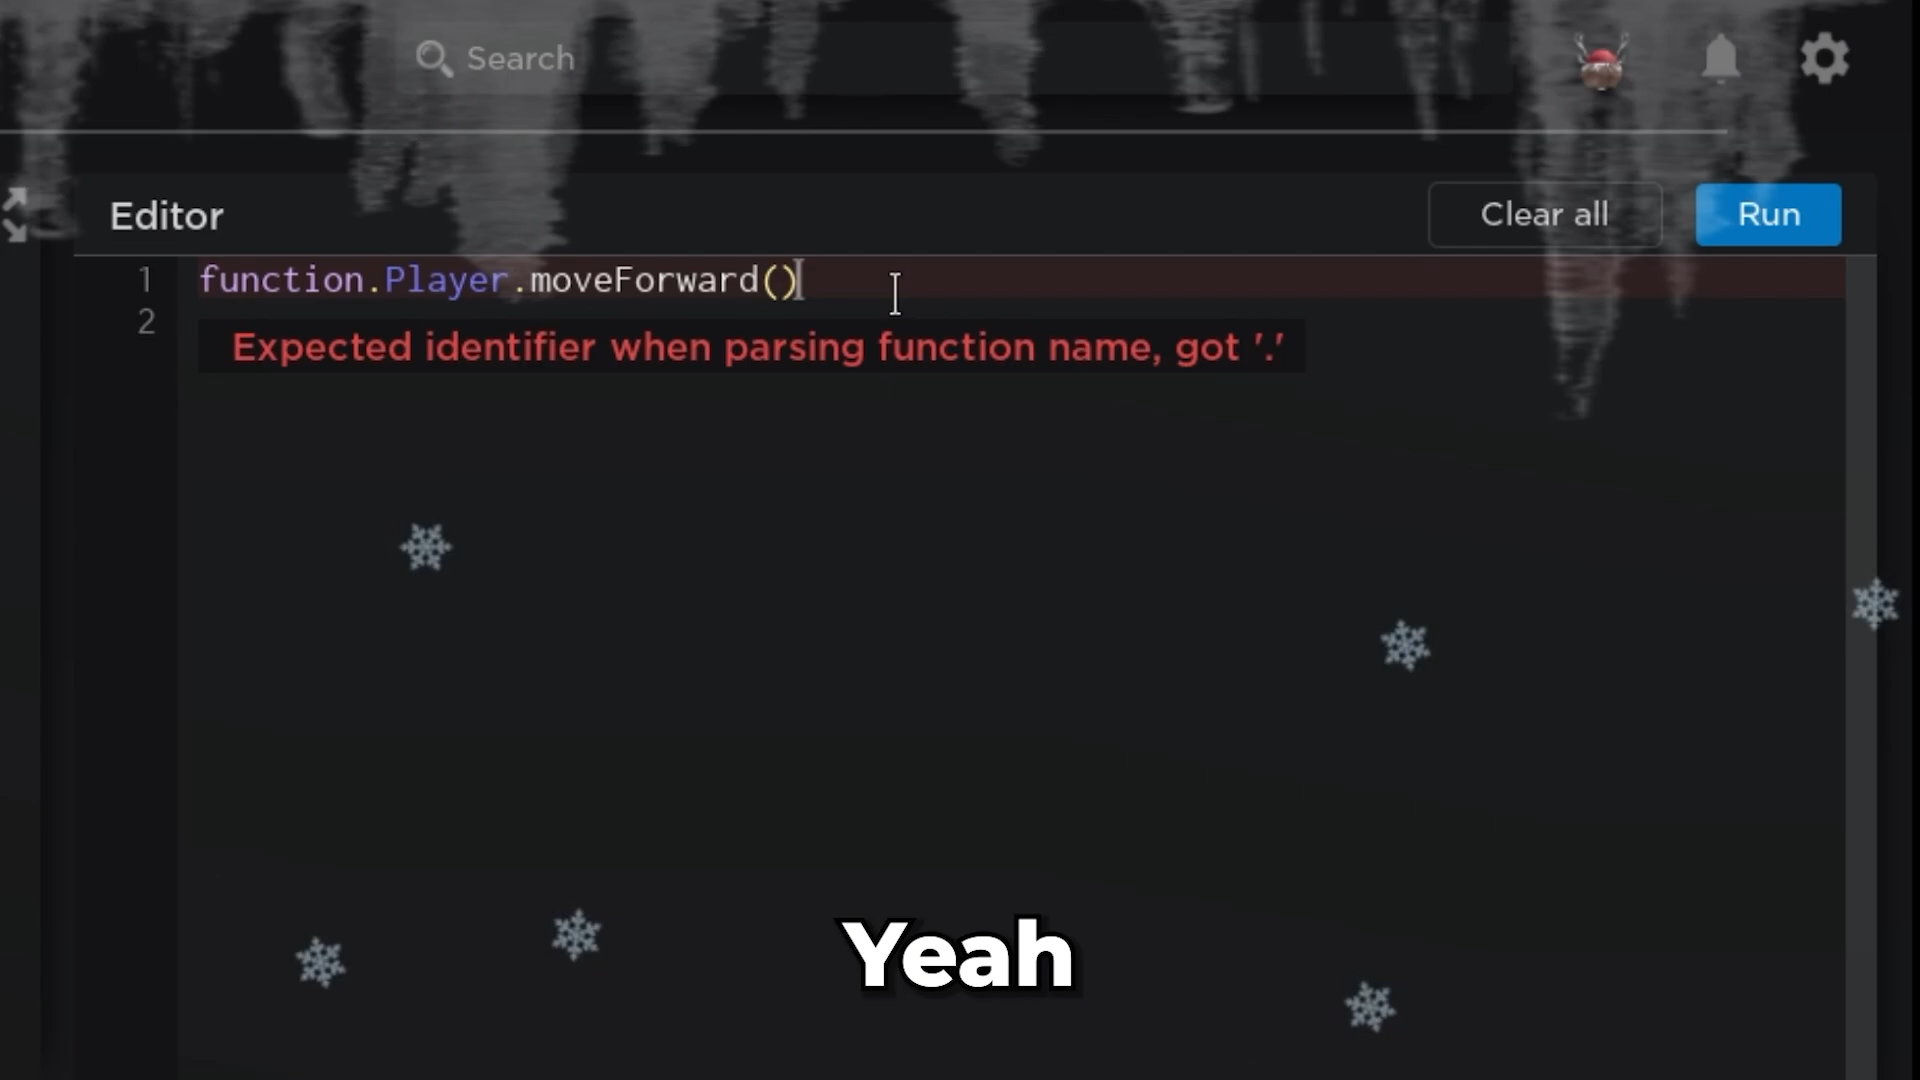 Search
Editor
Clear all
Run
1
function.Player.moveForward()
2
Expected identifier when parsing function name, got '.'
Yeah